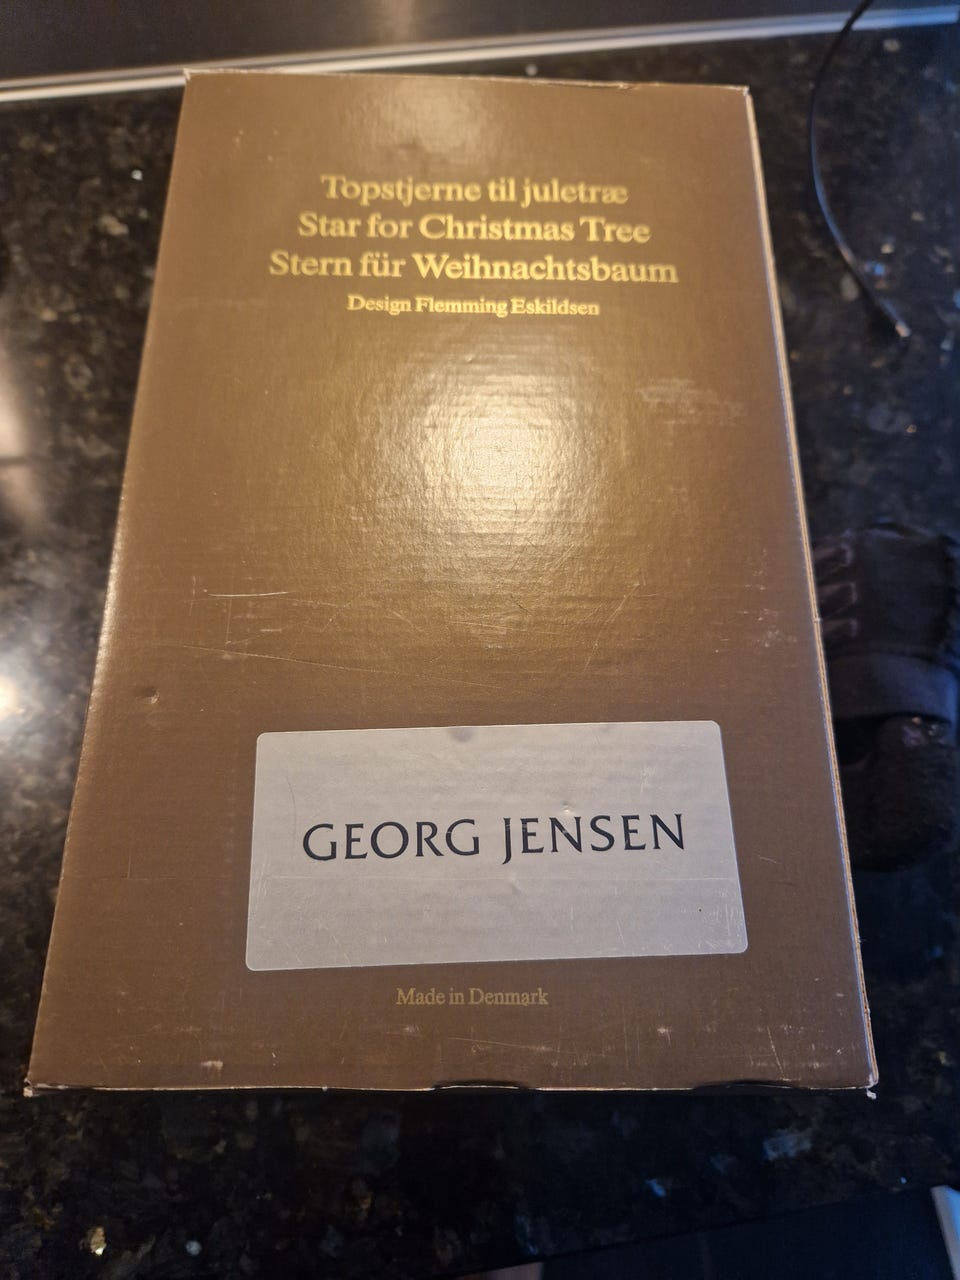 Topstjerne til juletræ
Star for Christmas Tree
Stern für Weihnachtsbaum
Design Flemming Eskildsen
GEORG JENSEN
Made in Denmark